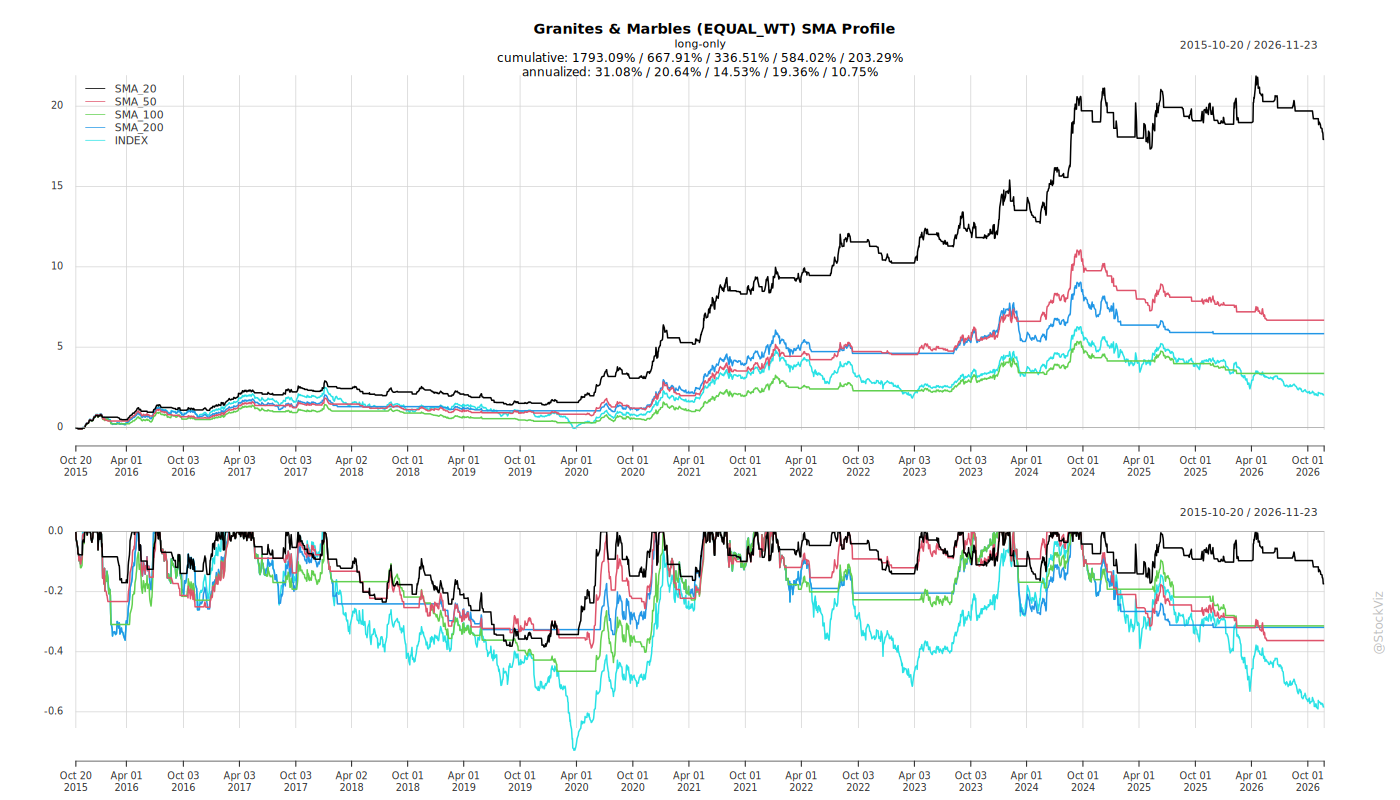 Granites & Marbles (EQUAL_WT) SMA Profile
long-only
cumulative: 1793.09% / 667.91% / 336.51% / 584.02% / 203.29%
annualized: 31.08% / 20.64% / 14.53% / 19.36% / 10.75%
2015-10-20 / 2026-11-23
SMA_20
SMA_50
SMA_100
SMA_200
INDEX
20
15
10
5
0
Oct 20 Apr 01 Oct 03 Apr 03 Oct 03 Apr 02 Oct 01 Apr 01 Oct 01 Apr 01 Oct 01 Apr 01 Oct 01 Apr 01 Oct 03 Apr 03 Oct 03 Apr 01 Oct 01 Apr 01 Oct 01 Apr 01 Oct 01
2015 2016 2016 2017 2017 2018 2018 2019 2019 2020 2020 2021 2021 2022 2022 2023 2023 2024 2024 2025 2025 2026 2026
2015-10-20 / 2026-11-23
0.0
-0.2
-0.4
-0.6
Oct 20 Apr 01 Oct 03 Apr 03 Oct 03 Apr 02 Oct 01 Apr 01 Oct 01 Apr 01 Oct 01 Apr 01 Oct 01 Apr 01 Oct 03 Apr 03 Oct 03 Apr 01 Oct 01 Apr 01 Oct 01 Apr 01 Oct 01
2015 2016 2016 2017 2017 2018 2018 2019 2019 2020 2020 2021 2021 2022 2022 2023 2023 2024 2024 2025 2025 2026 2026
@StockViz